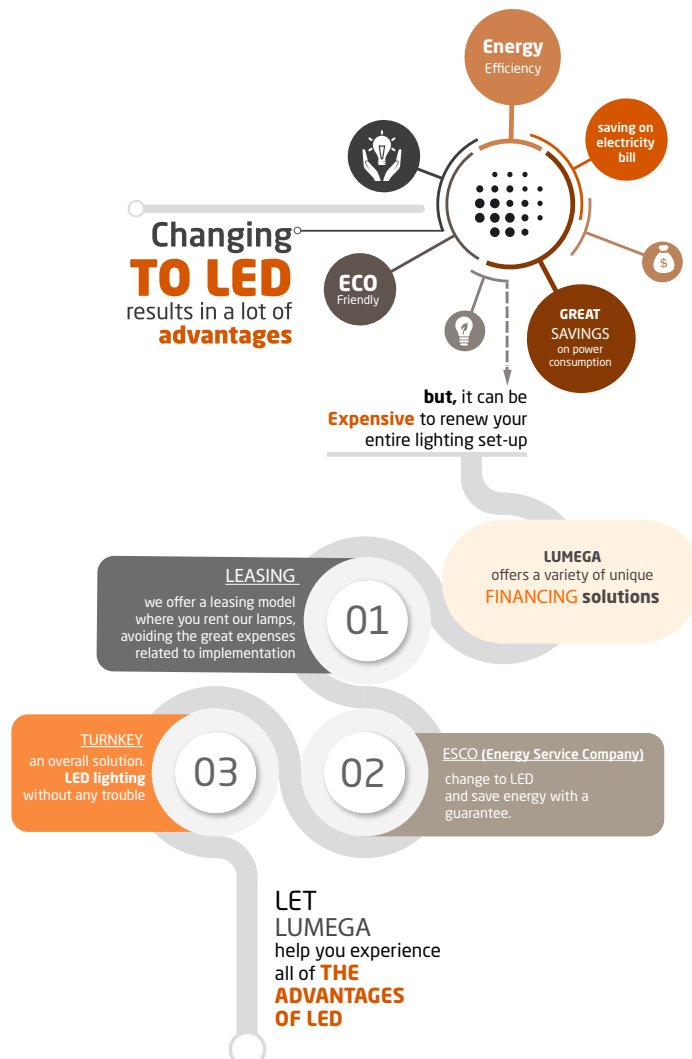 Energy
Efficiency
saving on
electricity
bill
Changing
TO LED
results in a lot of
advantages
ECO
Friendly
$
GREAT
SAVINGS
on power
consumption
but, it can be
Expensive to renew your
entire lighting set-up
LUMEGA
offers a variety of unique
FINANCING solutions
LEASING
we offer a leasing model
where you rent our lamps,
avoiding the great expenses
related to implementation
01
ESCO (Energy Service Company)
change to LED
and save energy with a
guarantee.
02
TURNKEY
an overall solution.
LED lighting
without any trouble
03
LET
LUMEGA
help you experience
all of THE
ADVANTAGES
OF LED